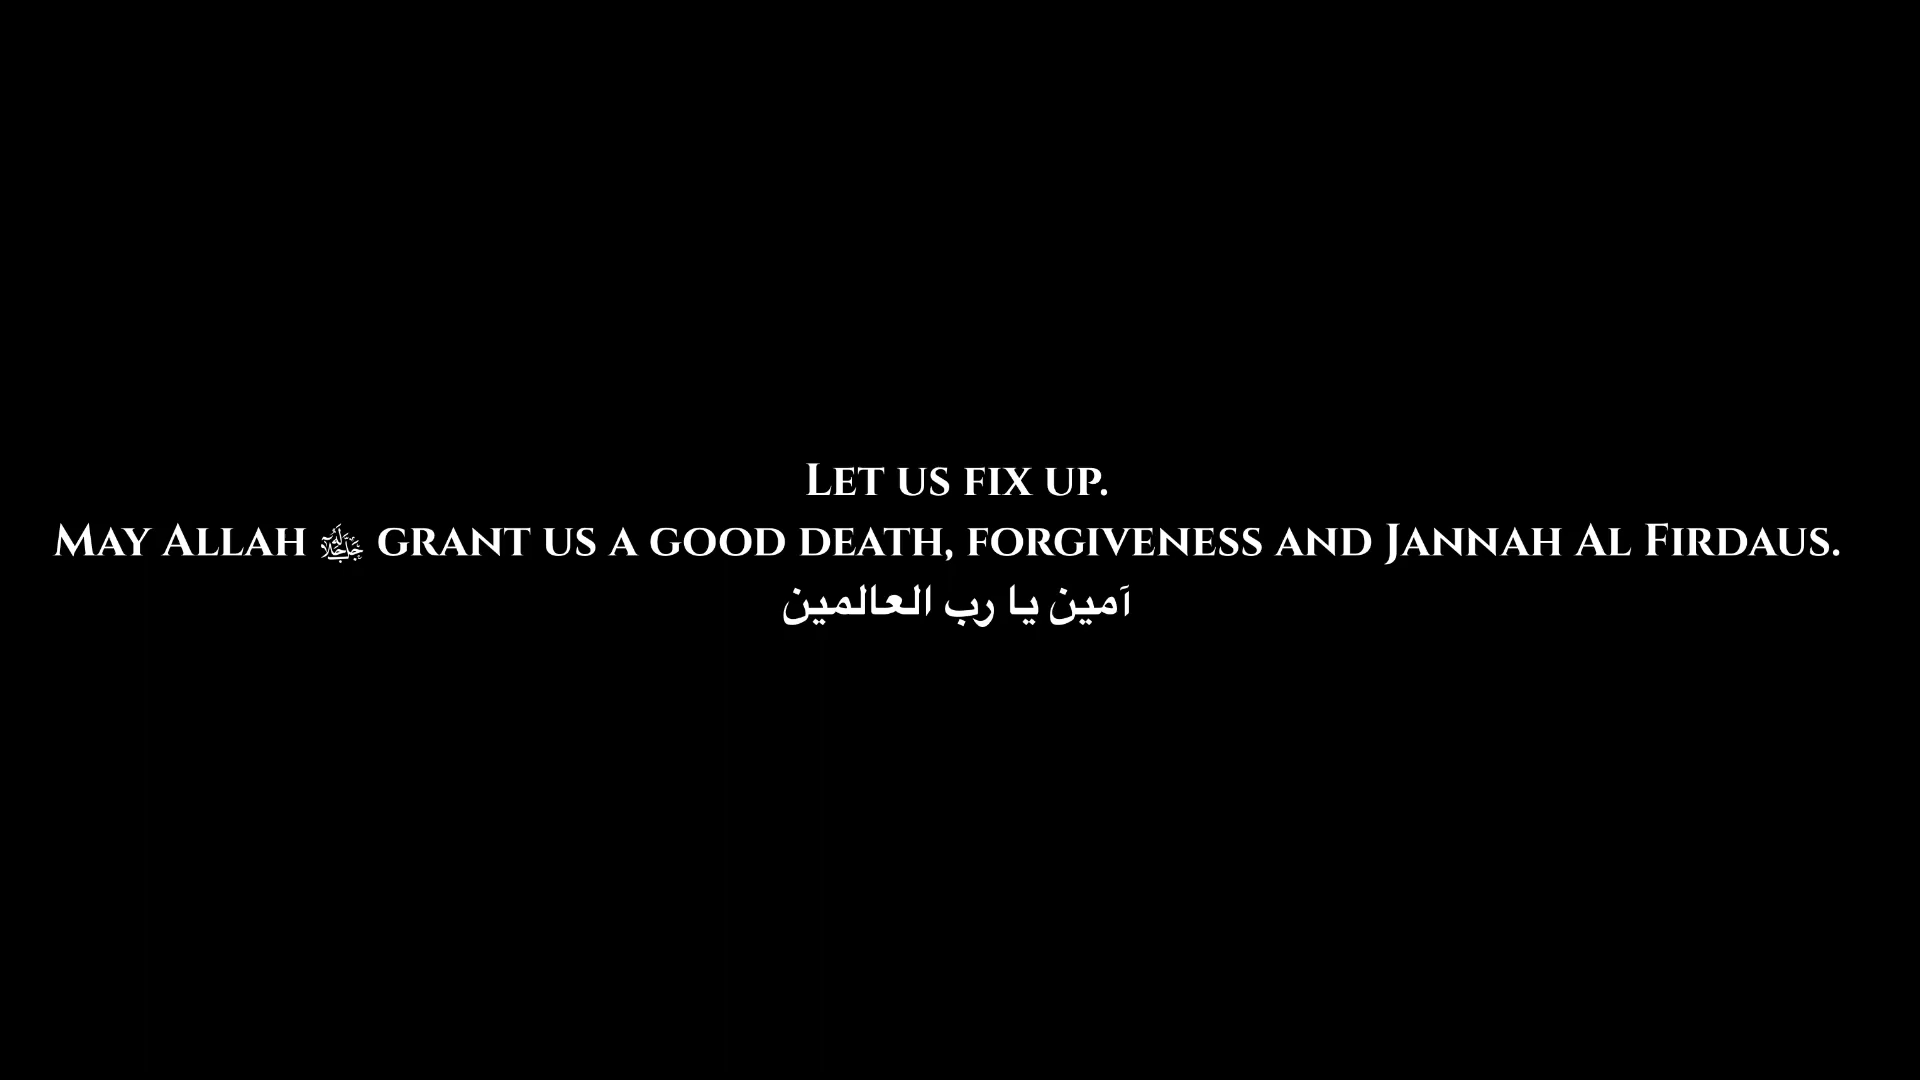 Let us fix up.
May Allah ﷻ grant us a good death, forgiveness and Jannah Al Firdaus.
آمين يا رب العالمين